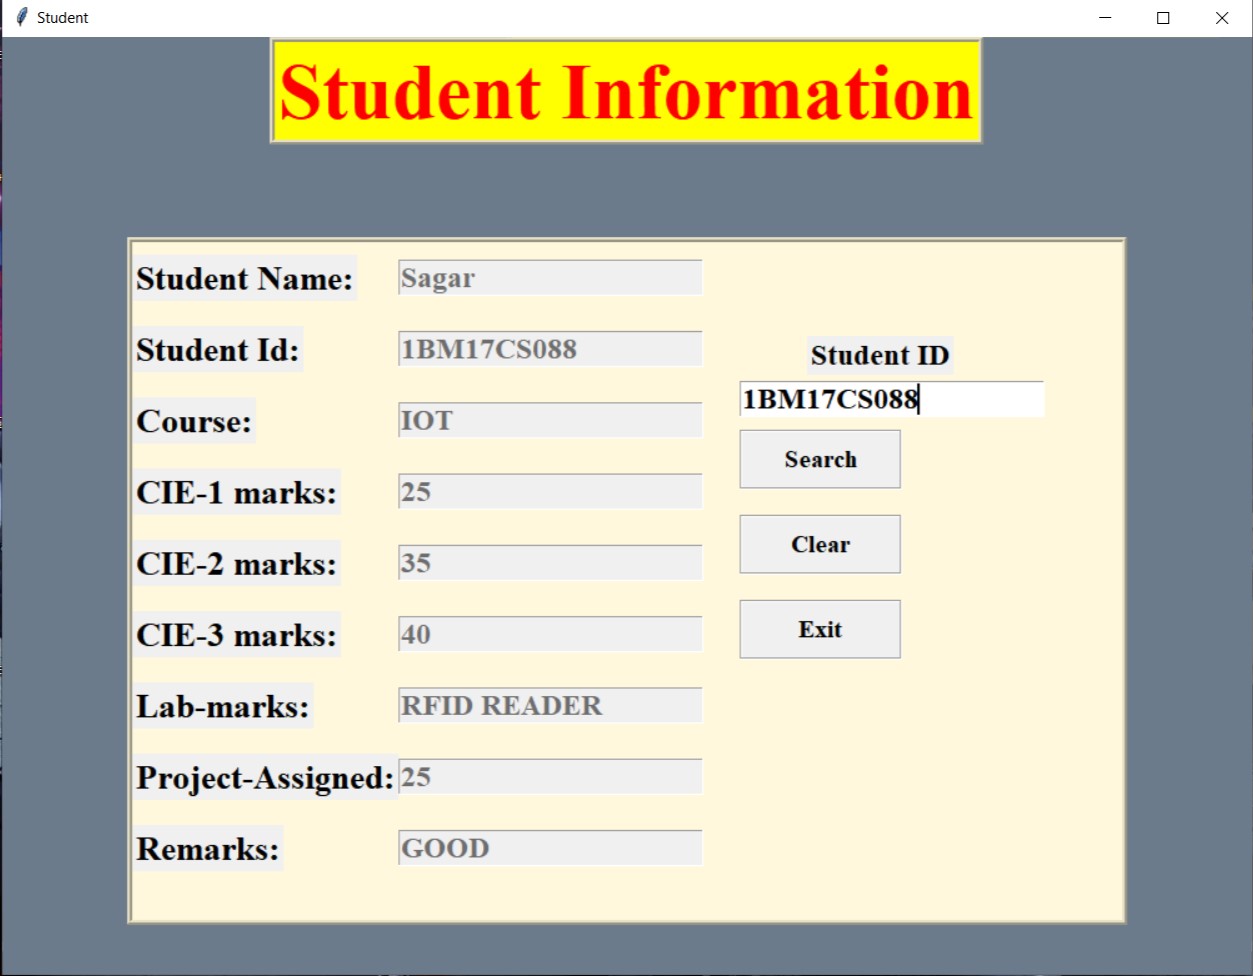 Student
Student Information
Student Name: Sagar
Student Id: 1BM17CS088
Course: IOT
CIE-1 marks: 25
CIE-2 marks: 35
CIE-3 marks: 40
Lab-marks: RFID READER
Project-Assigned: 25
Remarks: GOOD
Student ID
1BM17CS088
Search
Clear
Exit